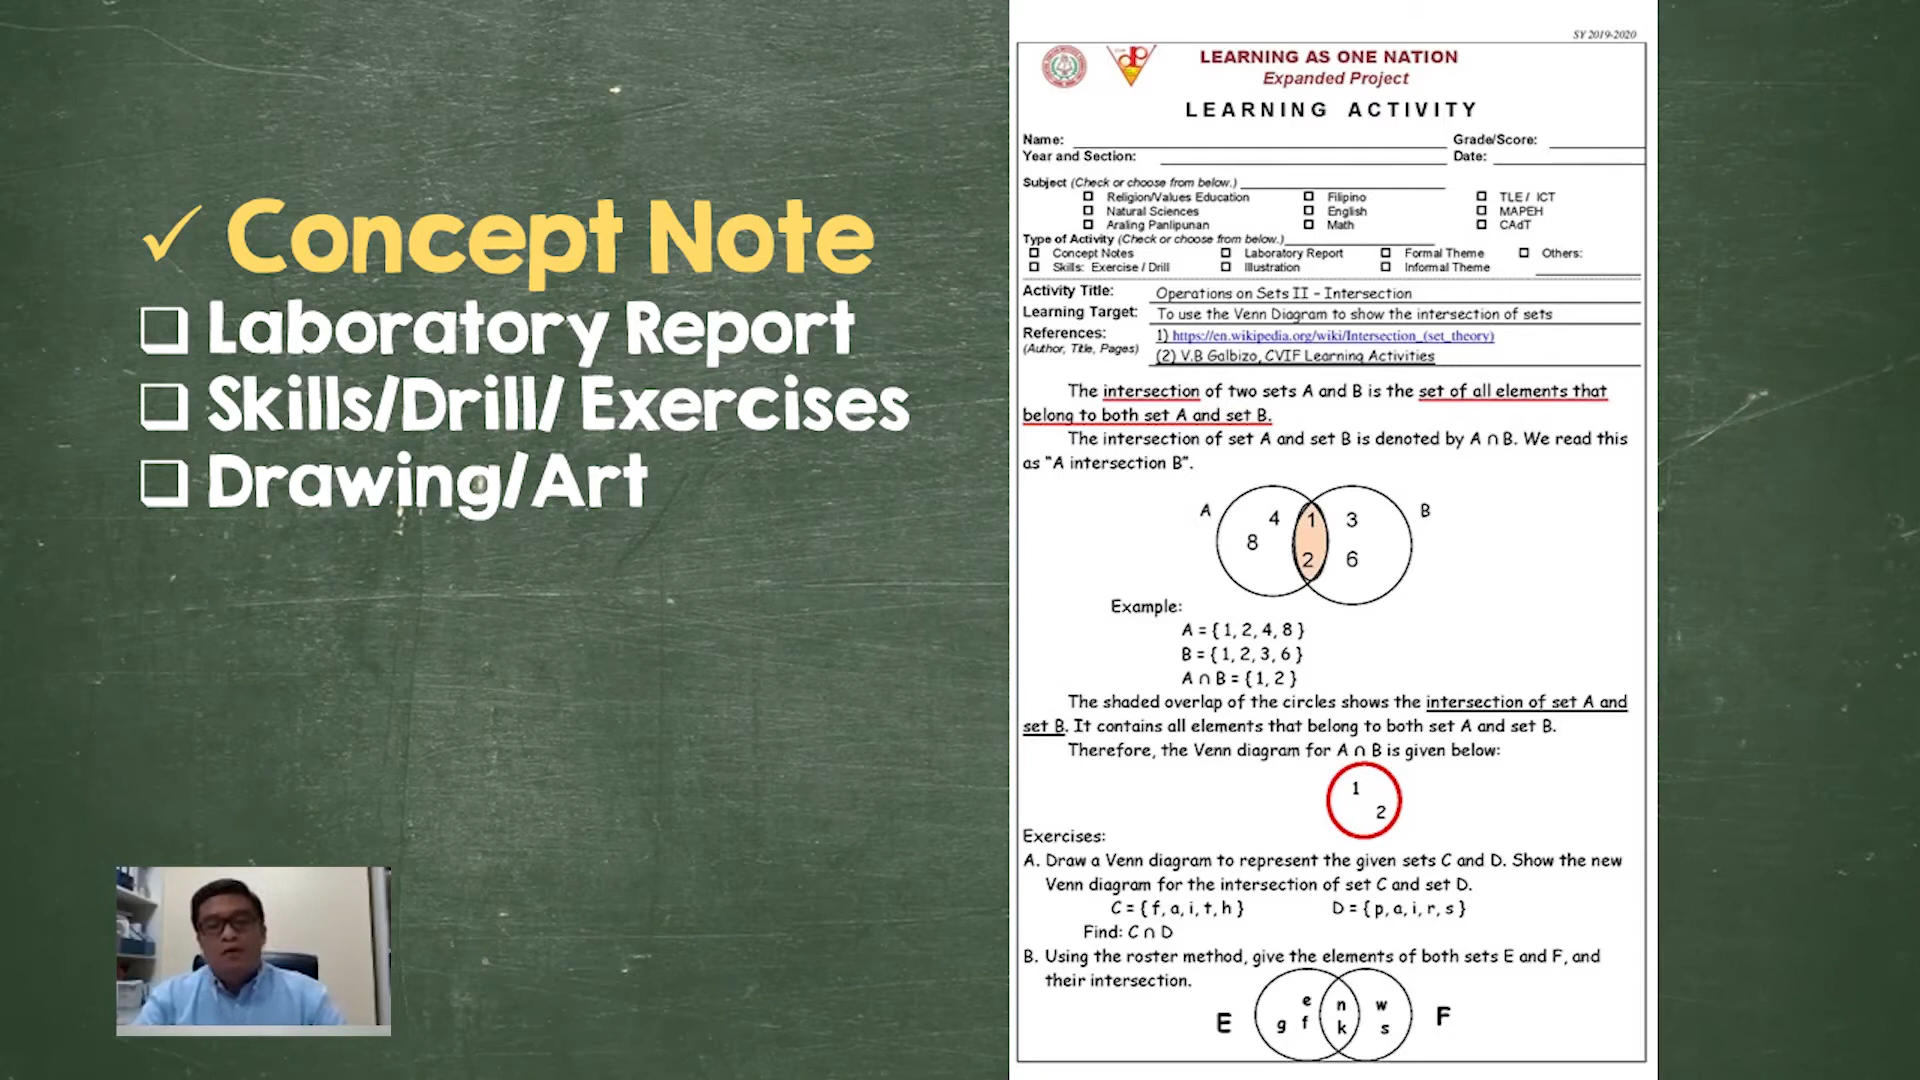 ✓ Concept Note
❑ Laboratory Report
❑ Skills/Drill/ Exercises
❑ Drawing/Art
SY 2019-2020
LEARNING AS ONE NATION
Expanded Project
LEARNING ACTIVITY
Name: Grade/Score:
Year and Section: Date:
Subject (Check or choose from below.)
Religion/Values Education Filipino TLE / ICT
Natural Sciences English MAPEH
Araling Panlipunan Math CAdT
Type of Activity (Check or choose from below.)
Concept Notes Laboratory Report Formal Theme Others:
Skills: Exercise / Drill Illustration Informal Theme
Activity Title: Operations on Sets II – Intersection
Learning Target: To use the Venn Diagram to show the intersection of sets
References: 1) https://en.wikipedia.org/wiki/Intersection_(set_theory)
(Author, Title, Pages) (2) V.B Galbizo, CVIF Learning Activities
The intersection of two sets A and B is the set of all elements that
belong to both set A and set B.
The intersection of set A and set B is denoted by A ∩ B. We read this
as "A intersection B".
A 4 1 3 B
8 2 6
Example:
A = { 1, 2, 4, 8 }
B = { 1, 2, 3, 6 }
A ∩ B = { 1, 2 }
The shaded overlap of the circles shows the intersection of set A and
set B. It contains all elements that belong to both set A and set B.
Therefore, the Venn diagram for A ∩ B is given below:
1
2
Exercises:
A. Draw a Venn diagram to represent the given sets C and D. Show the new
Venn diagram for the intersection of set C and set D.
C = { f, a, i, t, h } D = { p, a, i, r, s }
Find: C ∩ D
B. Using the roster method, give the elements of both sets E and F, and
their intersection.
e n w
E g f k s F